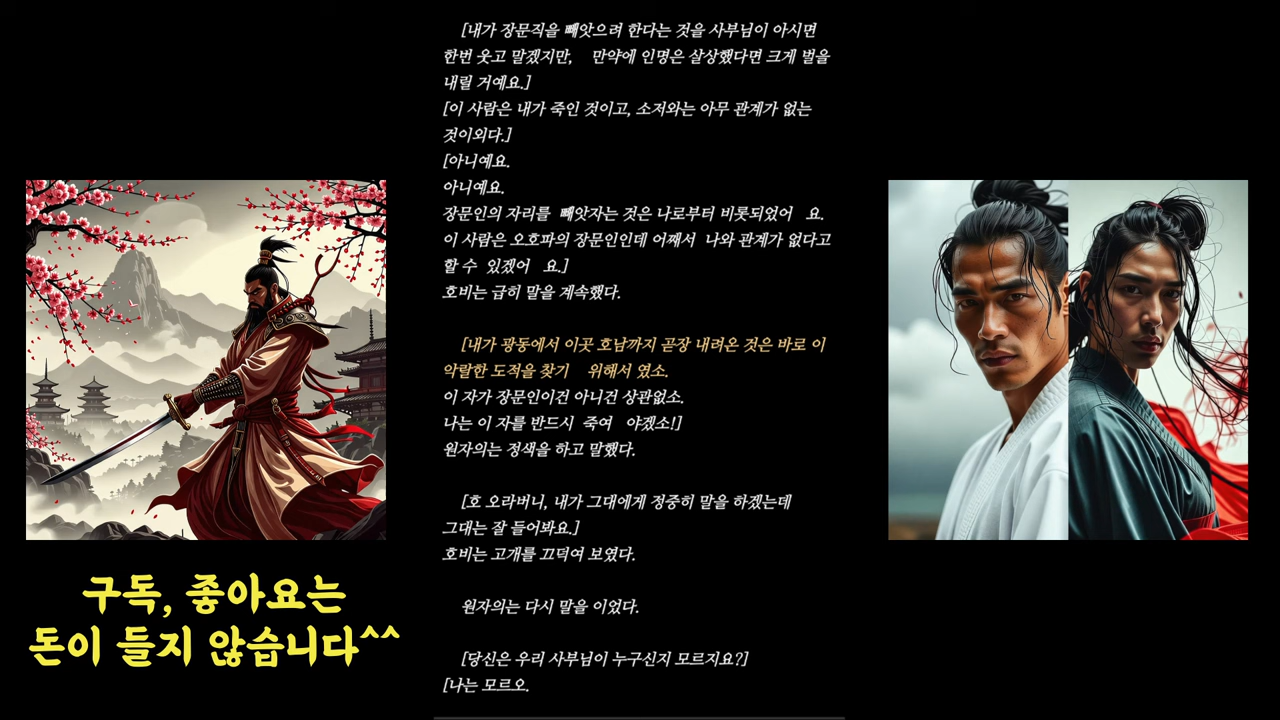 [내가 장문직을 빼앗으려 한다는 것을 사부님이 아시면
한번 웃고 말겠지만, 만약에 인명은 살상했다면 크게 벌을
내릴 거예요.]
[이 사람은 내가 죽인 것이고, 소저와는 아무 관계가 없는
것이외다.]
[아니예요.
아니예요.
장문인의 자리를 빼앗자는 것은 나로부터 비롯되었어 요.
이 사람은 오호파의 장문인인데 어째서 나와 관계가 없다고
할 수 있겠어 요.]
호비는 급히 말을 계속했다.
[내가 광동에서 이곳 호남까지 곧장 내려온 것은 바로 이
악랄한 도적을 찾기 위해서 였소.
이 자가 장문인이건 아니건 상관없소.
나는 이 자를 반드시 죽여 야겠소!]
원자의는 정색을 하고 말했다.
[호 오라버니, 내가 그대에게 정중히 말을 하겠는데
그대는 잘 들어봐요.]
호비는 고개를 끄덕여 보였다.
원자의는 다시 말을 이었다.
[당신은 우리 사부님이 누구신지 모르지요?]
[나는 모르오.
구독, 좋아요는
돈이 들지 않습니다^^